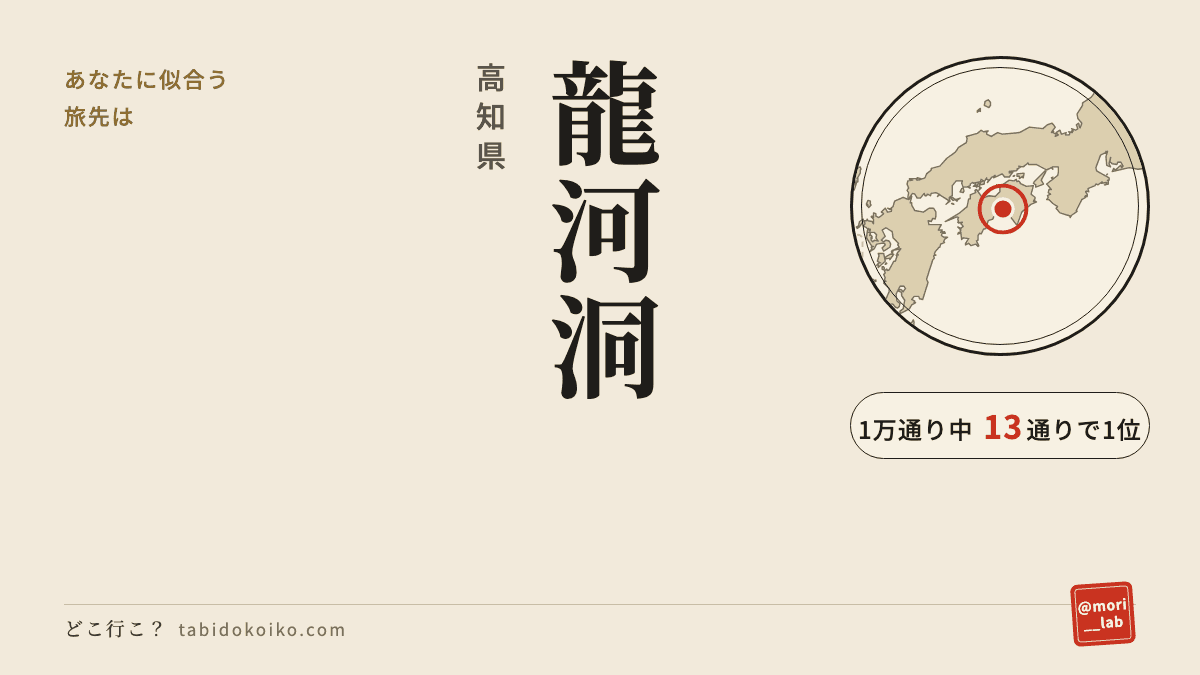 あなたに似合う
旅先は
龍河洞
高知県
1万通り中 13通りで1位
どこ行こ？ tabidokoiko.com
@mori
__lab